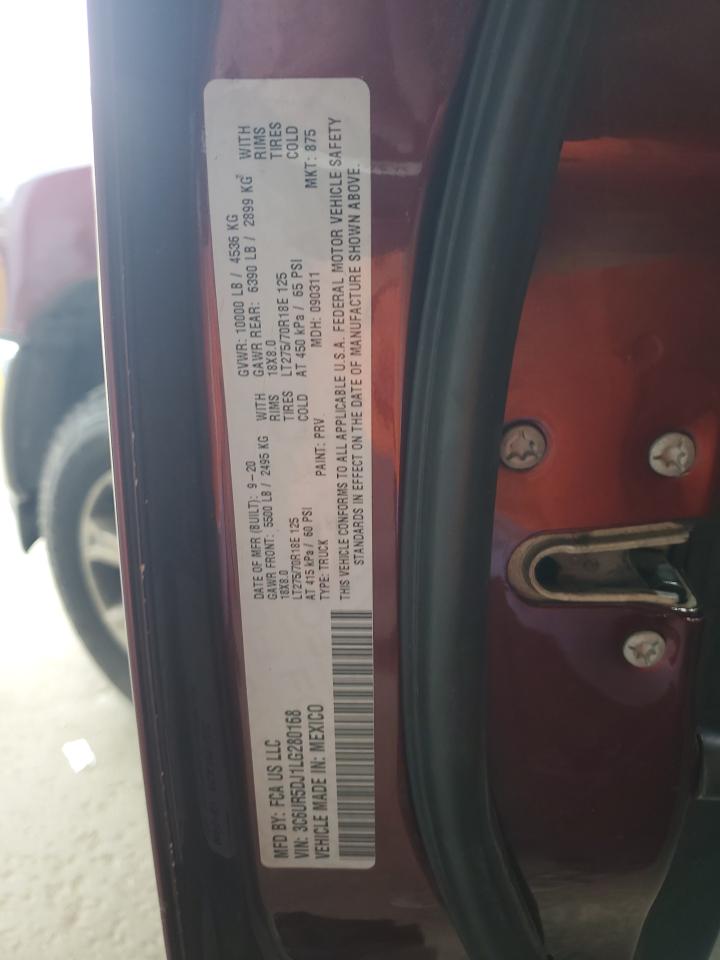 MFD BY: FCA US LLC
VIN: 3C6UR5DJ1LG280168
VEHICLE MADE IN: MEXICO
DATE OF MFR (BUILT): 9-20 GVWR: 10000 LB / 4536 KG
GAWR FRONT: 5500 LB / 2495 KG WITH GAWR REAR: 6390 LB / 2899 KG WITH
18X8.0 RIMS 18X8.0 RIMS
LT275/70R18E 125 TIRES LT275/70R18E 125 TIRES
AT 415 kPa / 60 PSI COLD AT 450 kPa / 65 PSI COLD
TYPE: TRUCK PAINT: PRV MDH: 090311 MKT: 875
THIS VEHICLE CONFORMS TO ALL APPLICABLE U.S.A. FEDERAL MOTOR VEHICLE SAFETY
STANDARDS IN EFFECT ON THE DATE OF MANUFACTURE SHOWN ABOVE.